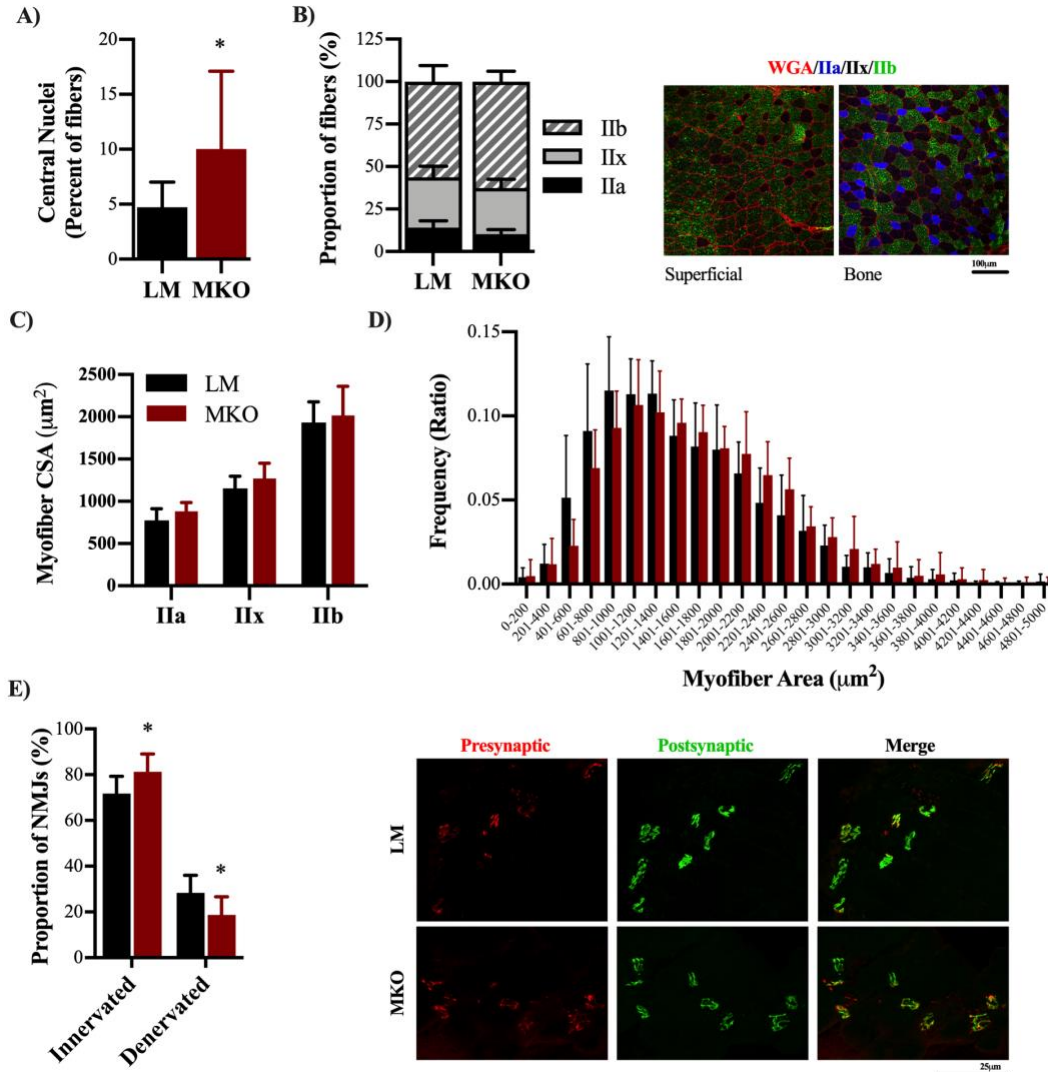 A)
Central Nuclei
(Percent of fibers)
20
15
10
5
0
*
LM MKO
B)
Proportion of fibers (%)
125
100
75
50
25
0
LM MKO
IIb
IIx
IIa
WGA/IIa/IIx/IIb
Superficial
Bone
100μm
C)
Myofiber CSA (μm²)
2500
2000
1500
1000
500
0
LM
MKO
IIa IIx IIb
D)
Frequency (Ratio)
0.15
0.10
0.05
0.00
0-200
201-400
401-600
601-800
801-1000
1001-1200
1201-1400
1401-1600
1601-1800
1801-2000
2001-2200
2201-2400
2401-2600
2601-2800
2801-3000
3001-3200
3201-3400
3401-3600
3601-3800
3801-4000
4001-4200
4201-4400
4401-4600
4601-4800
4801-5000
Myofiber Area (μm²)
E)
Proportion of NMJs (%)
100
80
60
40
20
0
*
*
Innervated
Denervated
Presynaptic
Postsynaptic
Merge
LM
MKO
25μm